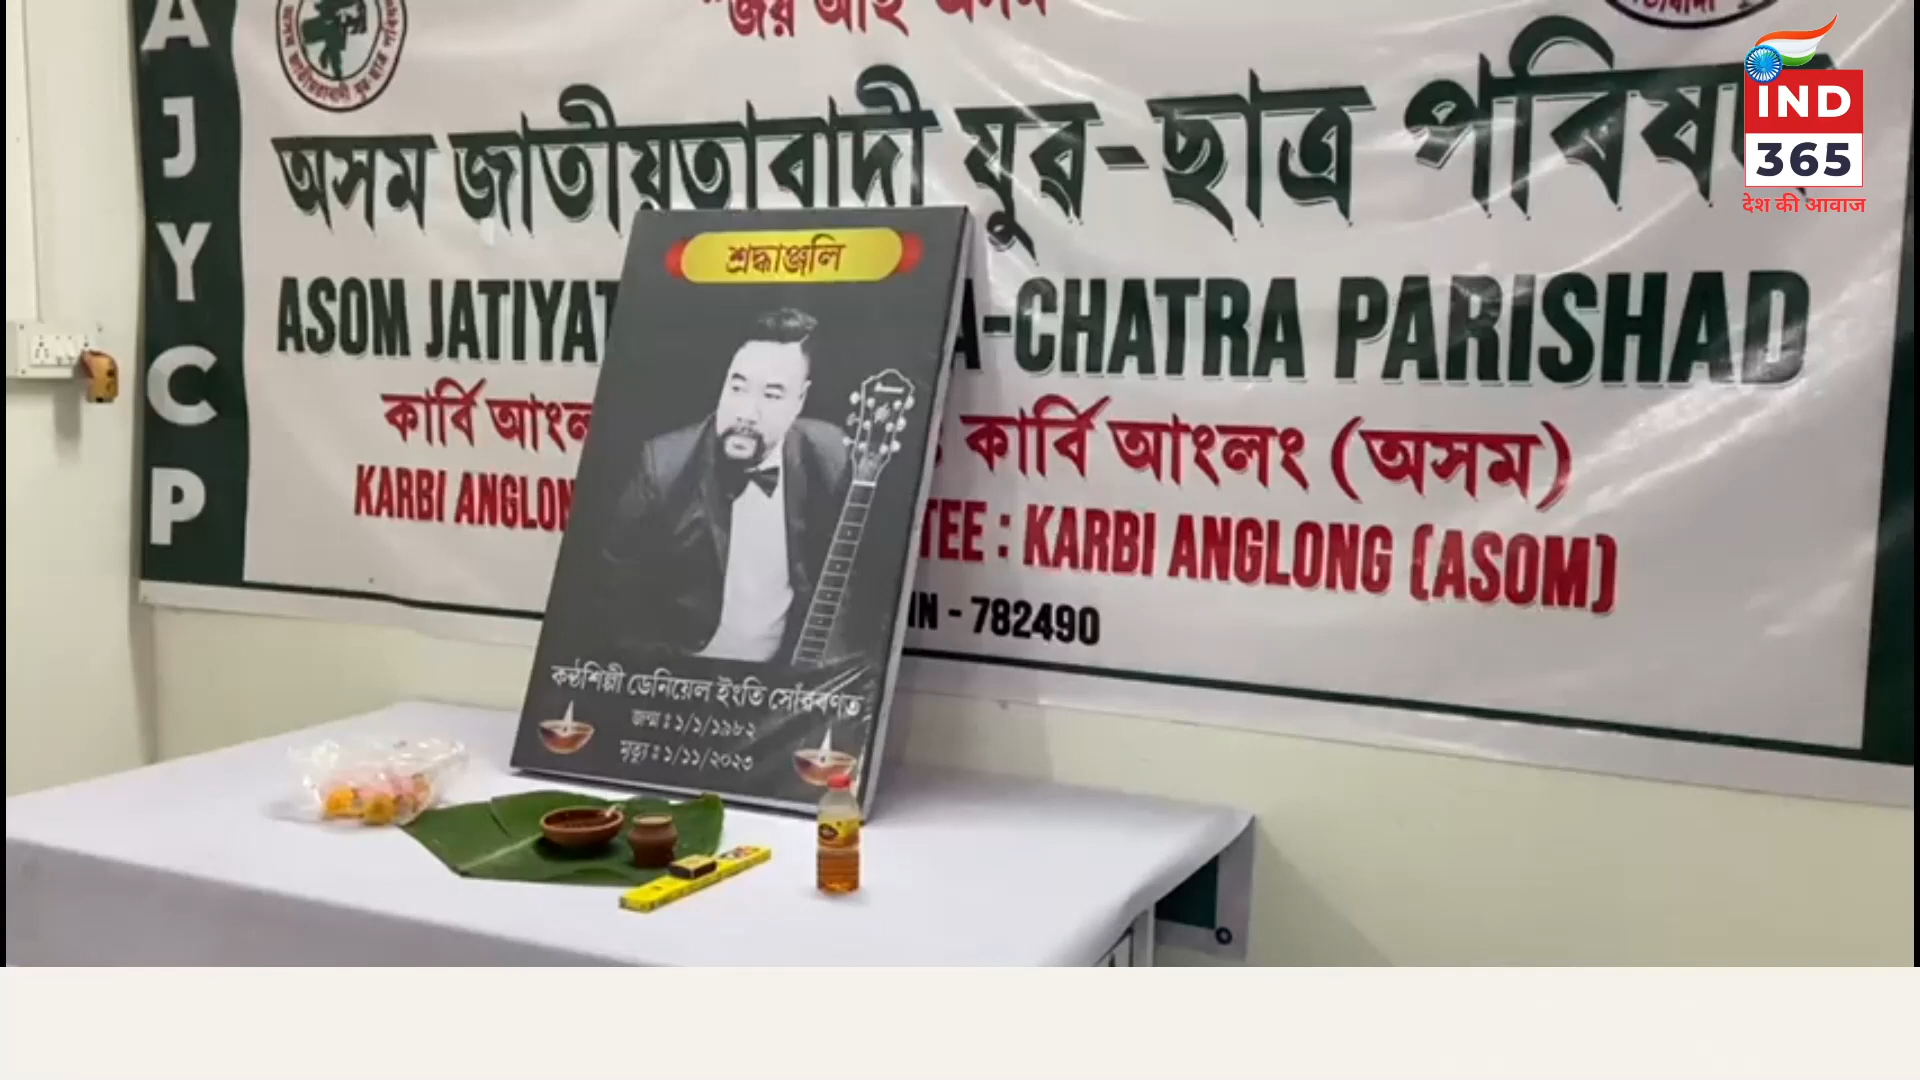 "জয় আই অসম"
AJYCP
অসম জাতীয়তাবাদী যুৱ-ছাত্ৰ পৰিষদ
ASOM JATIYAT A-CHATRA PARISHAD
কাৰ্বি আংল কাৰ্বি আংলং (অসম)
KARBI ANGLON TEE : KARBI ANGLONG (ASOM)
IN - 782490
শ্ৰদ্ধাঞ্জলি
কণ্ঠশিল্পী ডেনিয়েল ইংতি সোঁৱৰণত
জন্ম : ১/১/১৯৮২
মৃত্যু : ১/১১/২০২৩
IND
365
देश की आवाज